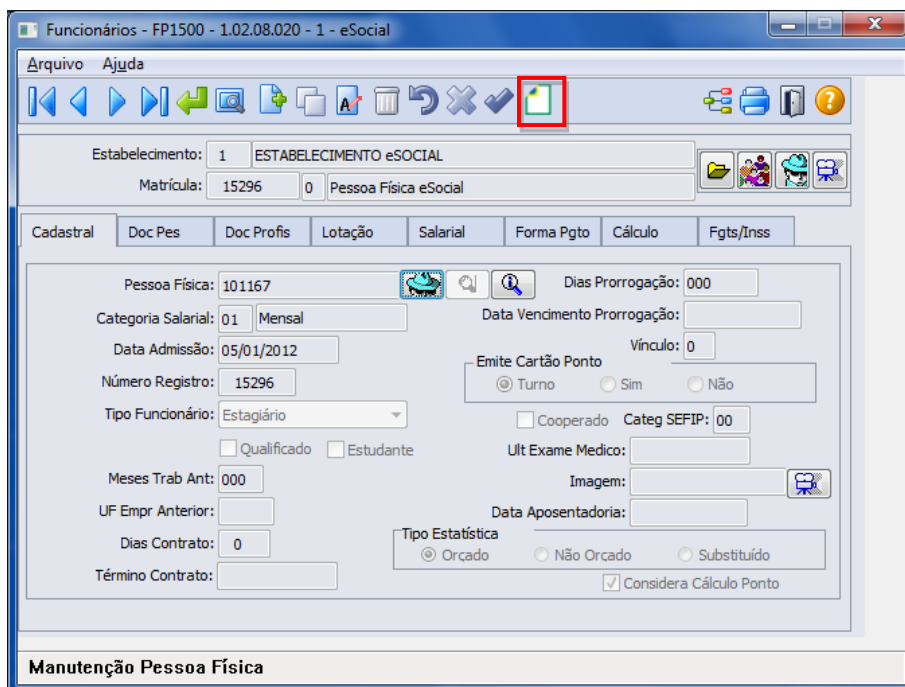 Funcionários - FP1500 - 1.02.08.020 - 1 - eSocial
Arquivo Ajuda
Estabelecimento: 1 ESTABELECIMENTO eSOCIAL
Matrícula: 15296 0 Pessoa Física eSocial
Cadastral Doc Pes Doc Profis Lotação Salarial Forma Pgto Cálculo Fgts/Inss
Pessoa Física: 101167 Dias Prorrogação: 000
Categoria Salarial: 01 Mensal Data Vencimento Prorrogação:
Data Admissão: 05/01/2012 Vínculo: 0
Emite Cartão Ponto
Número Registro: 15296 Turno Sim Não
Tipo Funcionário: Estagiário Cooperado Categ SEFIP: 00
Qualificado Estudante Ult Exame Medico:
Meses Trab Ant: 000 Imagem:
UF Empr Anterior: Data Aposentadoria:
Tipo Estatística
Dias Contrato: 0 Orçado Não Orçado Substituído
Término Contrato: Considera Cálculo Ponto
Manutenção Pessoa Física